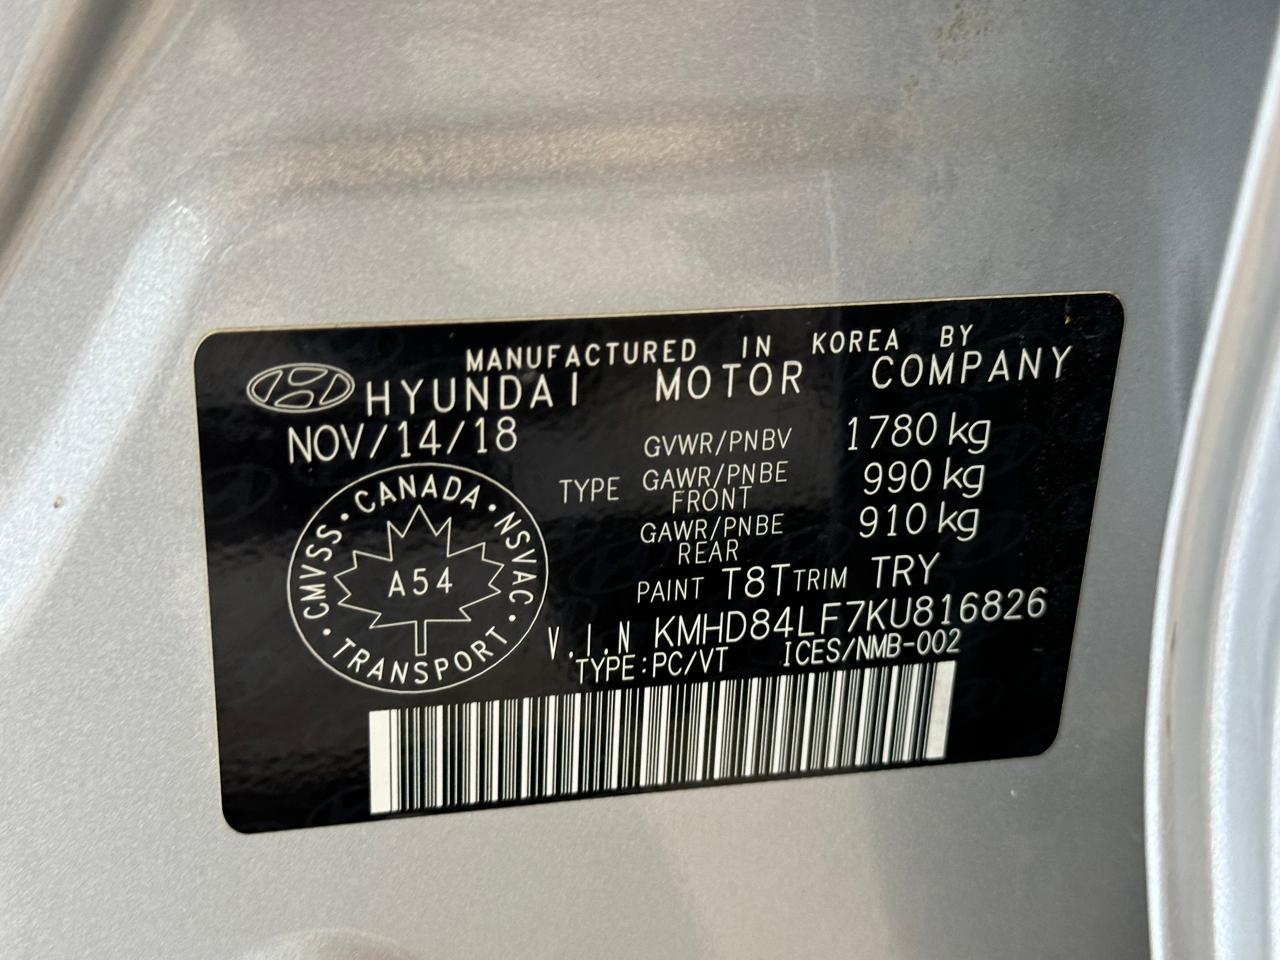 MANUFACTURED IN KOREA BY
HYUNDAI MOTOR COMPANY
NOV/14/18
GVWR/PNBV 1780 kg
TYPE GAWR/PNBE FRONT 990 kg
GAWR/PNBE REAR 910 kg
PAINT T8T TRIM TRY
V.I.N KMHD84LF7KU816826
TYPE:PC/VT ICES/NMB-002
CMVSS · CANADA · NSVAC · TRANSPORT ·
A54